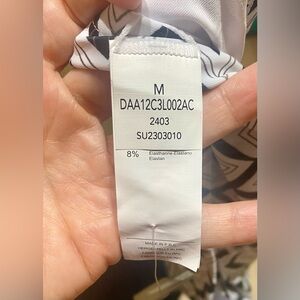 M
DAA12C3L002AC
2403
SU2303010
8% Elasthanne-Elastano
Elastan
MADE IN P.R.C